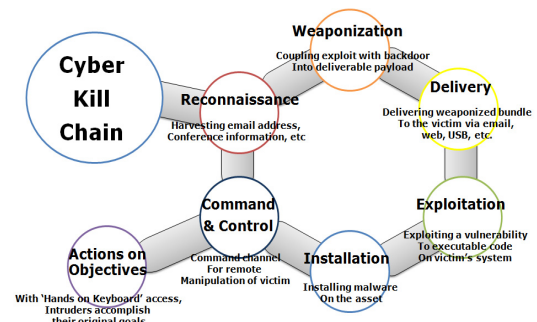 Cyber
Kill
Chain
Reconnaissance
Harvesting email address,
Conference information, etc
Weaponization
Coupling exploit with backdoor
Into deliverable payload
Delivery
Delivering weaponized bundle
To the victim via email,
web, USB, etc.
Exploitation
Exploiting a vulnerability
To executable code
On victim's system
Installation
Installing malware
On the asset
Command
& Control
Command channel
For remote
Manipulation of victim
Actions on
Objectives
With 'Hands on Keyboard' access,
Intruders accomplish
their original goals